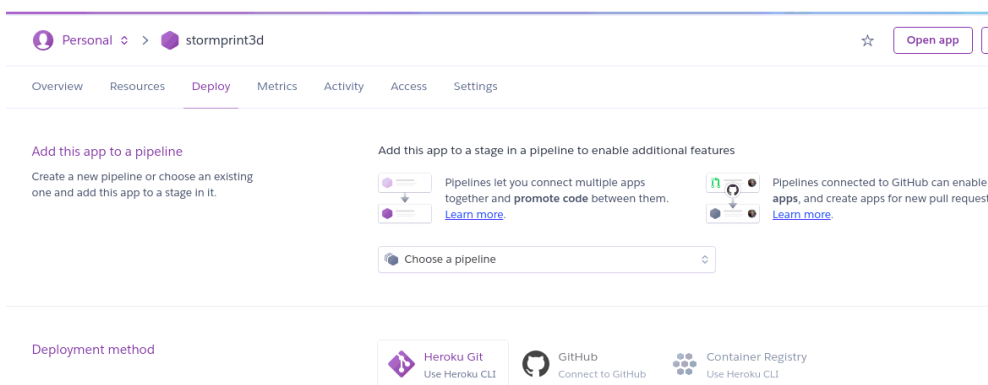 Personal
stormprint3d
Open app
Overview Resources Deploy Metrics Activity Access Settings
Add this app to a pipeline
Create a new pipeline or choose an existing
one and add this app to a stage in it.
Add this app to a stage in a pipeline to enable additional features
Pipelines let you connect multiple apps
together and promote code between them.
Learn more.
Pipelines connected to GitHub can enable
apps, and create apps for new pull request
Learn more.
Choose a pipeline
Deployment method
Heroku Git
Use Heroku CLI
GitHub
Connect to GitHub
Container Registry
Use Heroku CLI